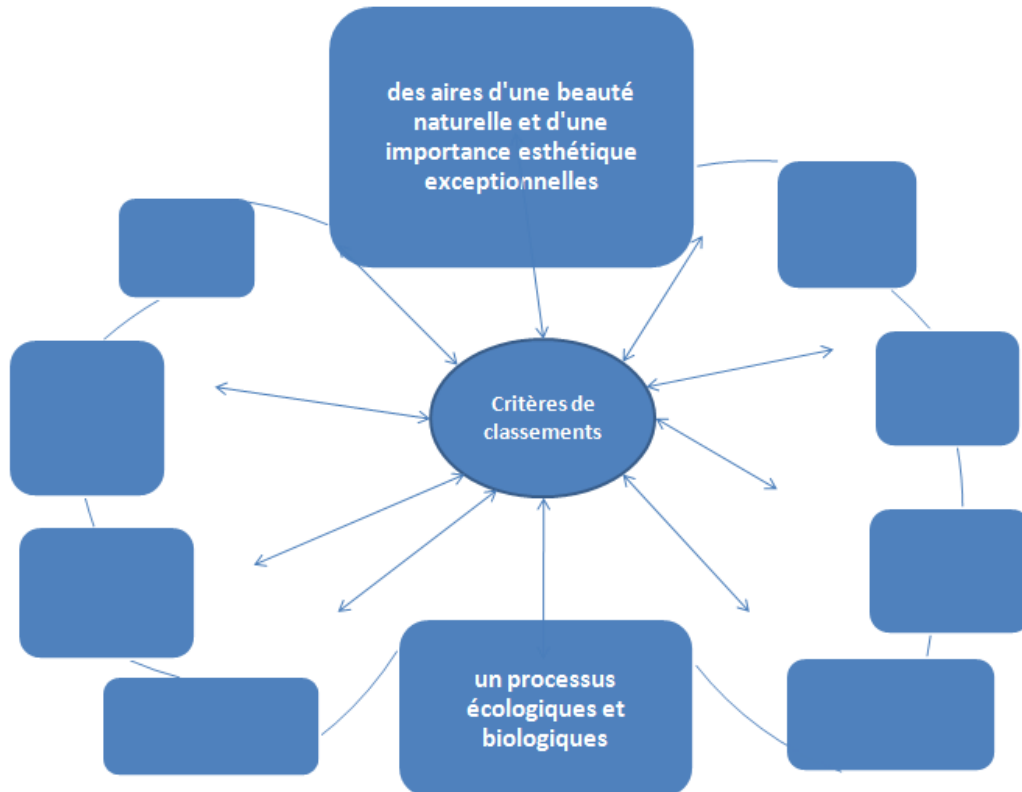 des aires d'une beauté
naturelle et d'une
importance esthétique
exceptionnelles
Critères de
classements
un processus
écologiques et
biologiques